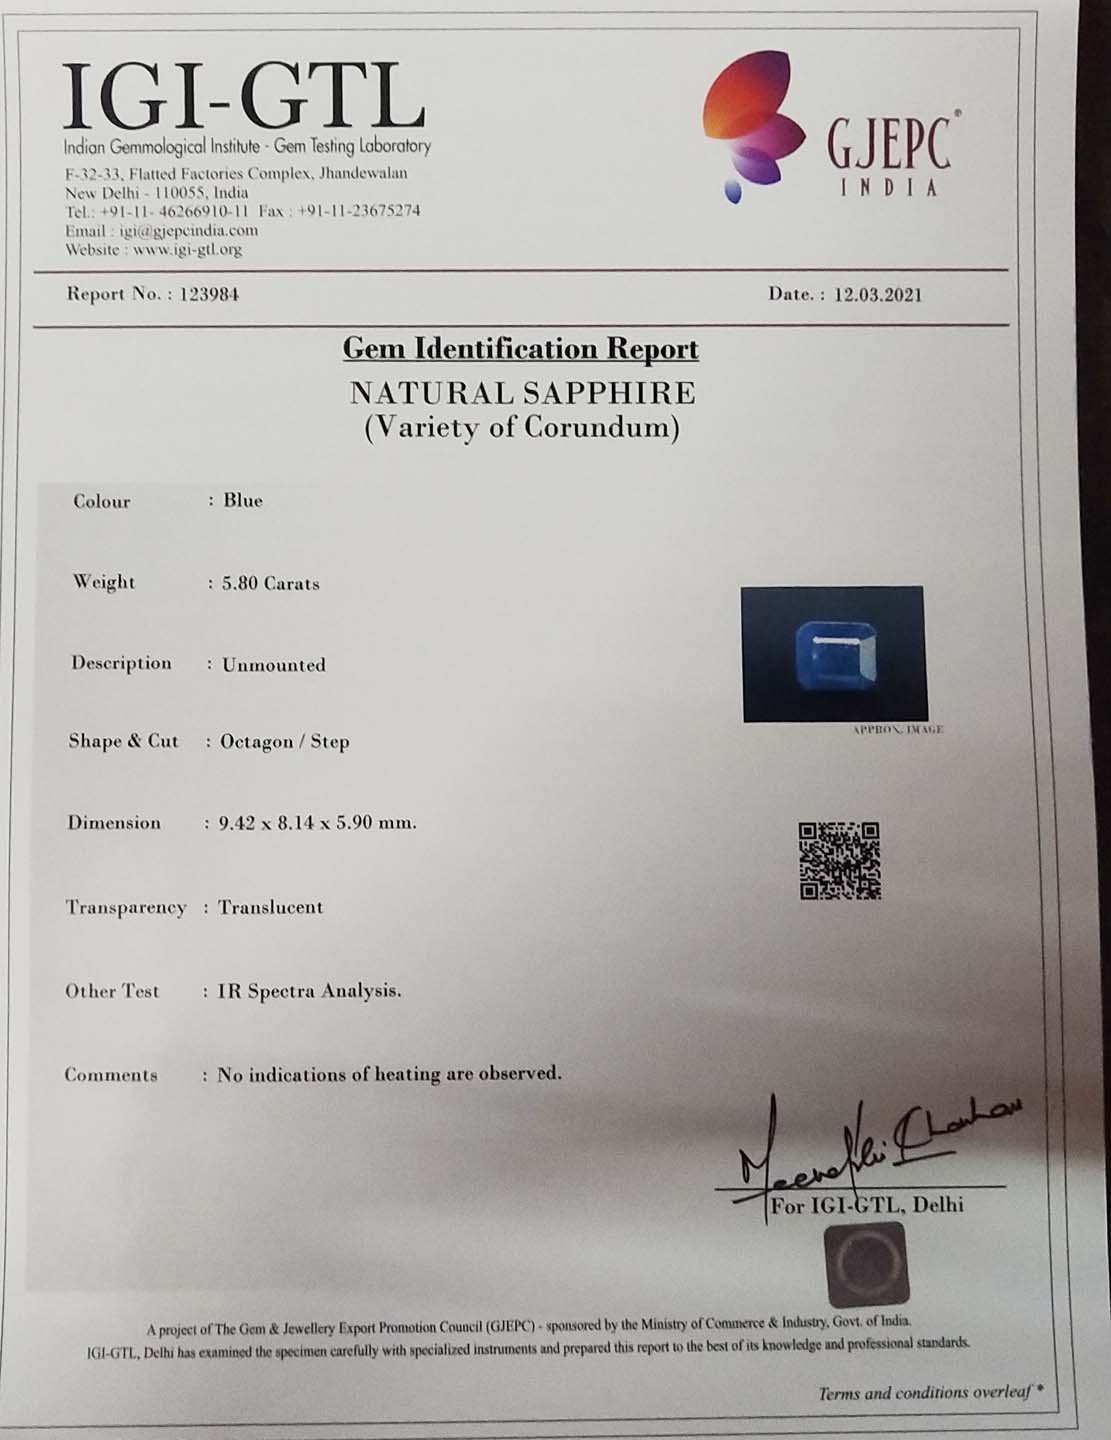 IGI-GTL
Indian Gemmological Institute - Gem Testing Laboratory
F-32-33, Flatted Factories Complex, Jhandewalan
New Delhi - 110055, India
Tel.: +91-11- 46266910-11 Fax : +91-11-23675274
Email : igi@gjepcindia.com
Website : www.igi-gtl.org
GJEPC®
INDIA
Report No. : 123984 Date. : 12.03.2021
Gem Identification Report
NATURAL SAPPHIRE
(Variety of Corundum)
Colour : Blue
Weight : 5.80 Carats
Description : Unmounted
Shape & Cut : Octagon / Step
Dimension : 9.42 x 8.14 x 5.90 mm.
Transparency : Translucent
Other Test : IR Spectra Analysis.
Comments : No indications of heating are observed.
APPROX. IMAGE
Meenakshi Chauhan
For IGI-GTL, Delhi
A project of The Gem & Jewellery Export Promotion Council (GJEPC) - sponsored by the Ministry of Commerce & Industry, Govt. of India.
IGI-GTL, Delhi has examined the specimen carefully with specialized instruments and prepared this report to the best of its knowledge and professional standards.
Terms and conditions overleaf *